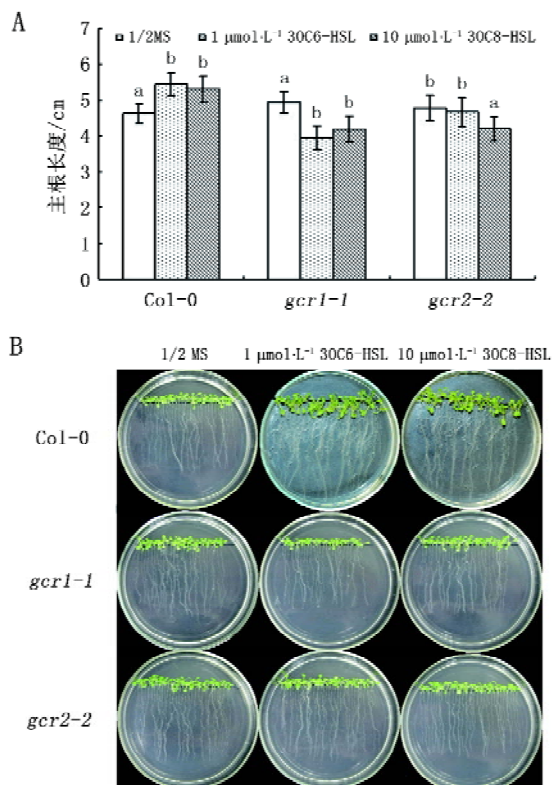 A
1/2MS 1 μmol·L⁻¹ 3OC6-HSL 10 μmol·L⁻¹ 3OC8-HSL
7
6
5
4
3
2
1
0
主根长度/cm
a b b
a b b
b b a
Col-0 gcr1-1 gcr2-2
B
1/2 MS 1 μmol·L⁻¹ 3OC6-HSL 10 μmol·L⁻¹ 3OC8-HSL
Col-0
gcr1-1
gcr2-2